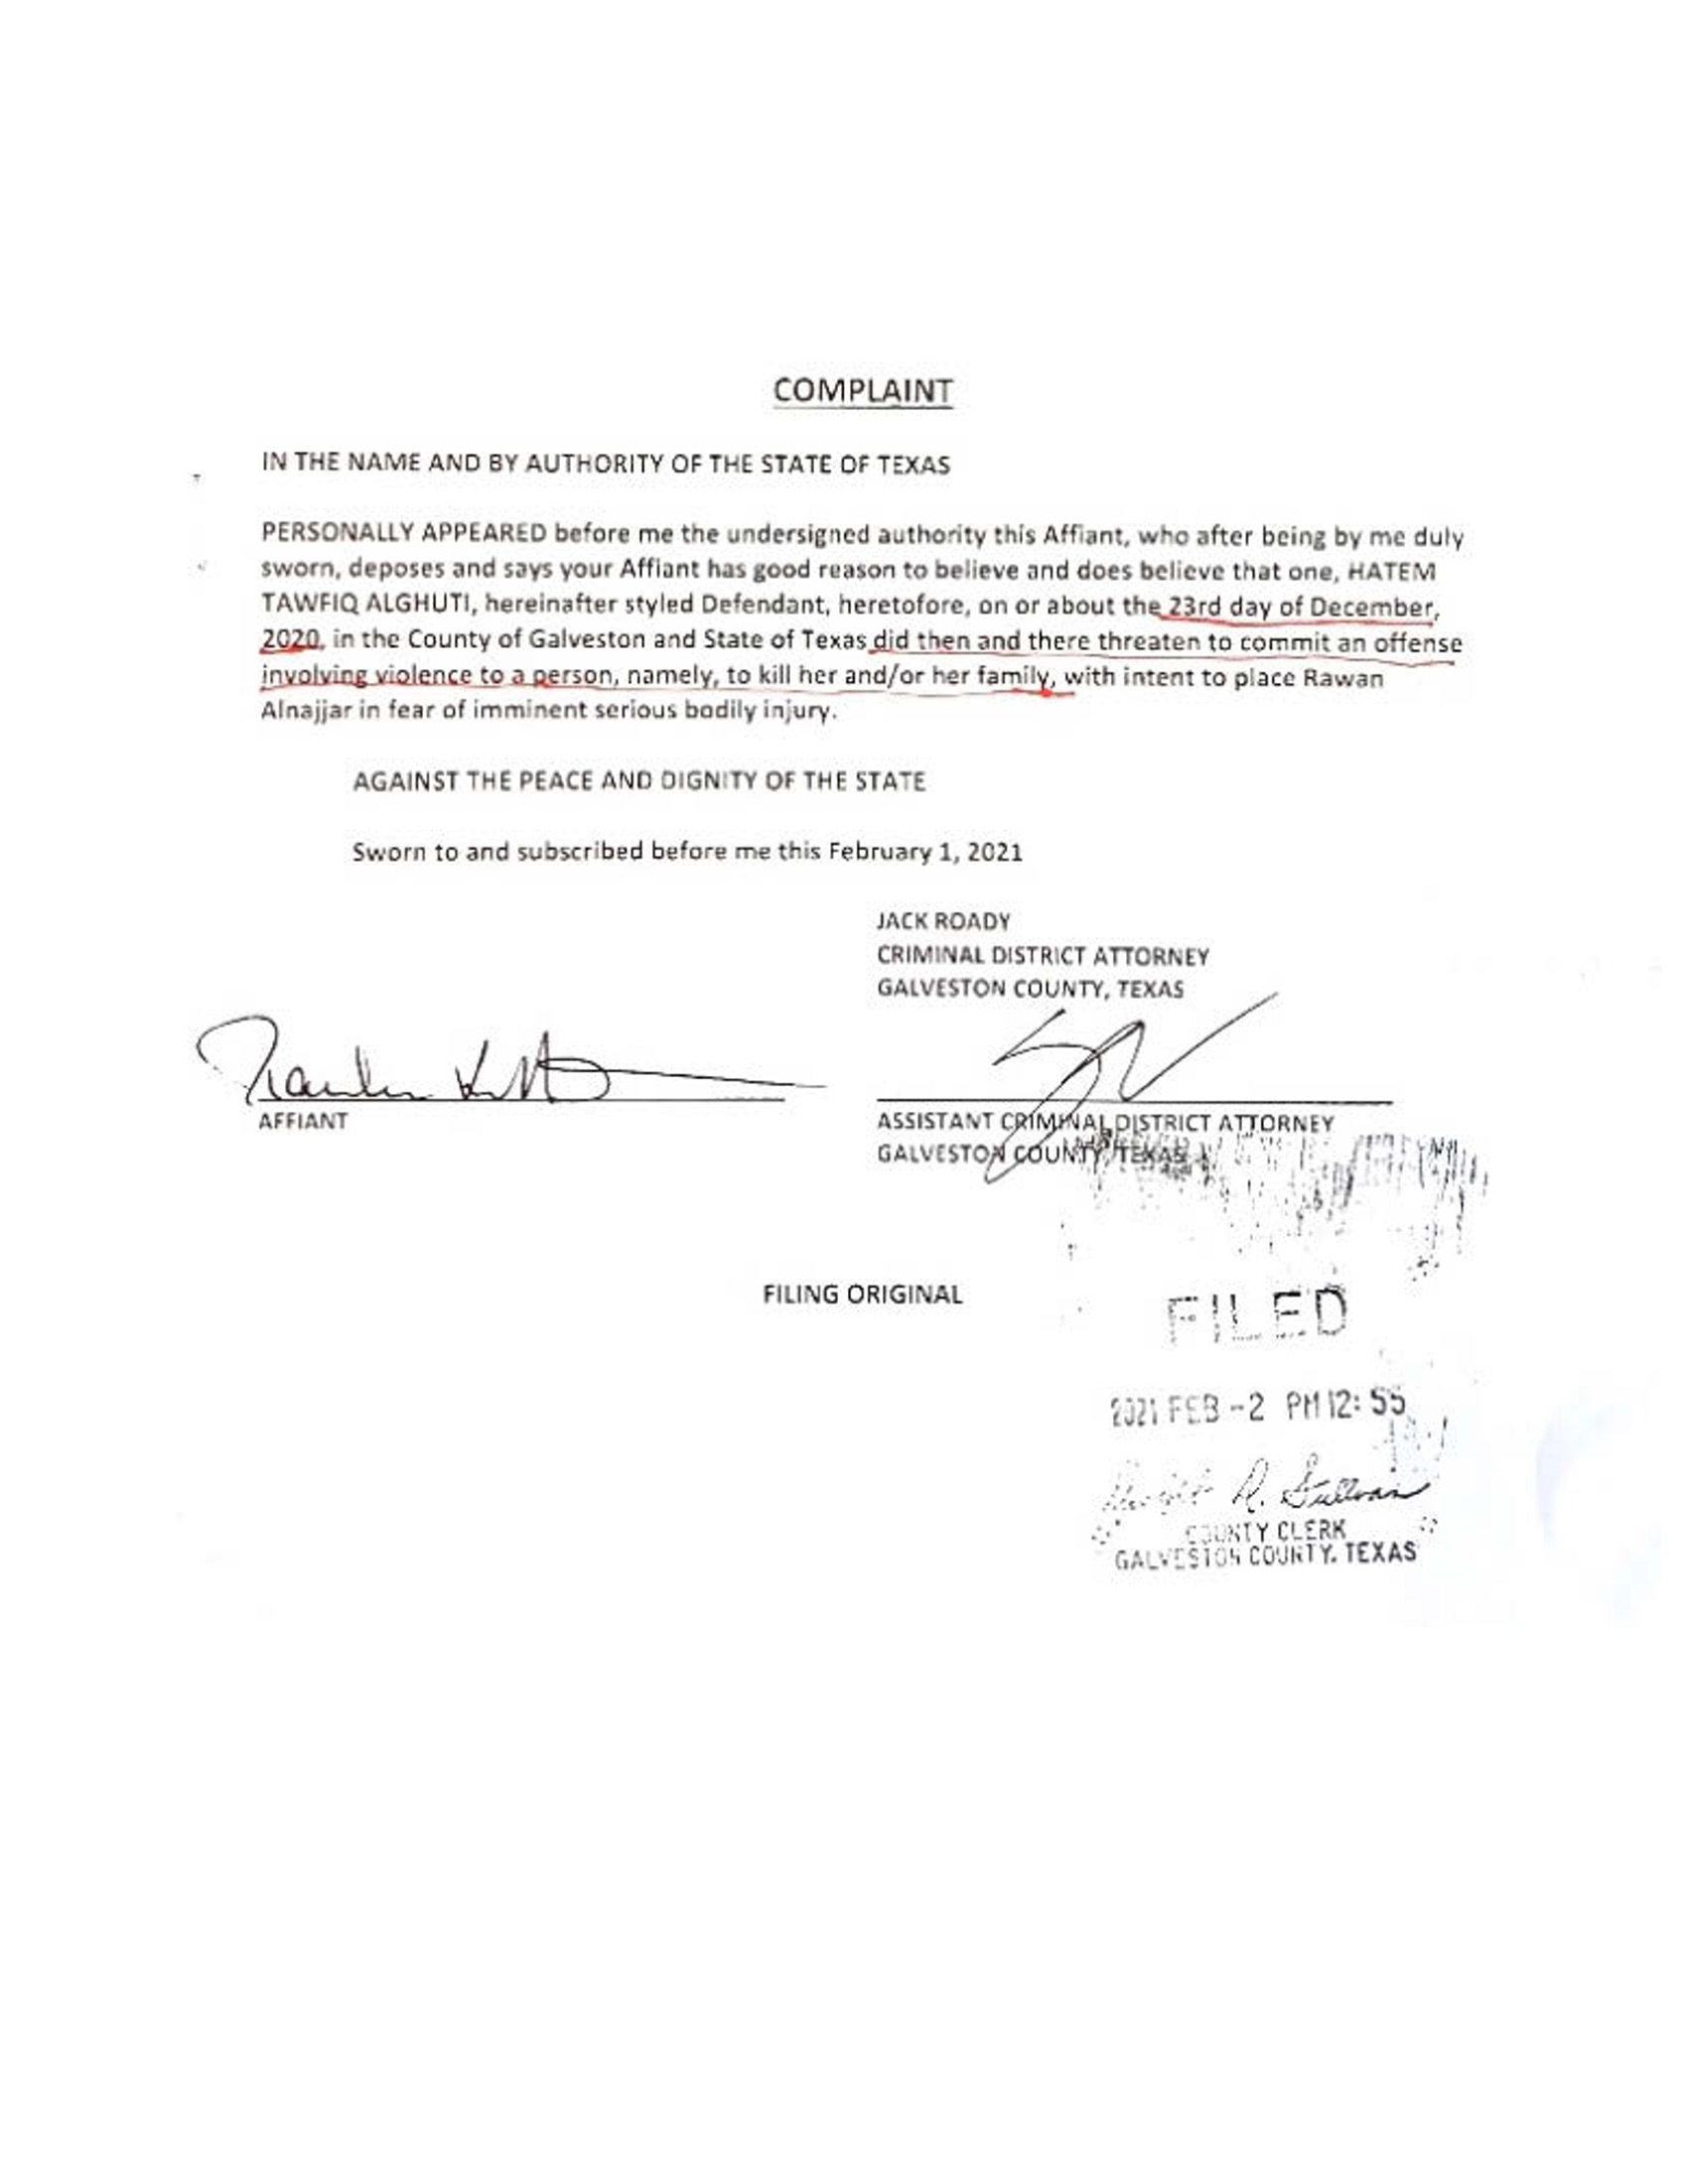 COMPLAINT
IN THE NAME AND BY AUTHORITY OF THE STATE OF TEXAS
PERSONALLY APPEARED before me the undersigned authority this Affiant, who after being by me duly
sworn, deposes and says your Affiant has good reason to believe and does believe that one, HATEM
TAWFIQ ALGHUTI, hereinafter styled Defendant, heretofore, on or about the 23rd day of December,
2020, in the County of Galveston and State of Texas did then and there threaten to commit an offense
involving violence to a person, namely, to kill her and/or her family, with intent to place Rawan
Alnajjar in fear of imminent serious bodily injury.
AGAINST THE PEACE AND DIGNITY OF THE STATE
Sworn to and subscribed before me this February 1, 2021
JACK ROADY
CRIMINAL DISTRICT ATTORNEY
GALVESTON COUNTY, TEXAS
AFFIANT
ASSISTANT CRIMINAL DISTRICT ATTORNEY
GALVESTON COUNTY, TEXAS
FILING ORIGINAL
FILED
2021 FEB -2 PM 12: 55
R. Sullivan
COUNTY CLERK
GALVESTON COUNTY, TEXAS